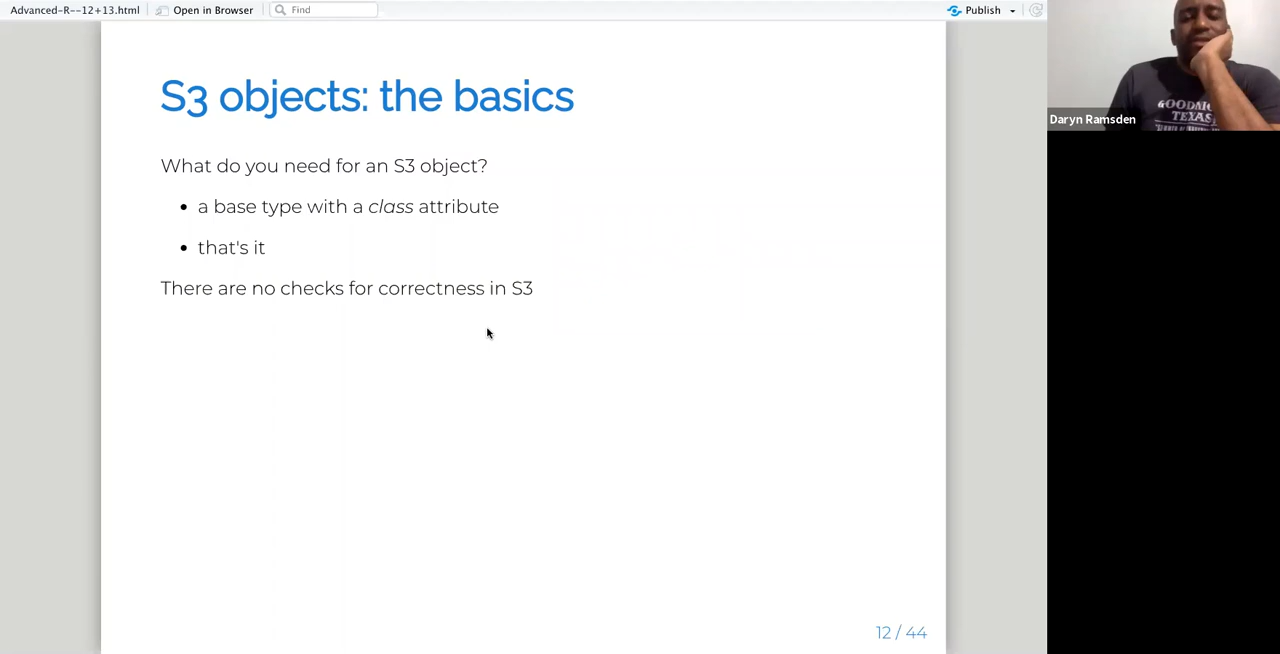 Advanced-R--12+13.html
Open in Browser
Find
Publish
S3 objects: the basics
What do you need for an S3 object?
• a base type with a class attribute
• that's it
There are no checks for correctness in S3
12 / 44
TEXAS
Daryn Ramsden